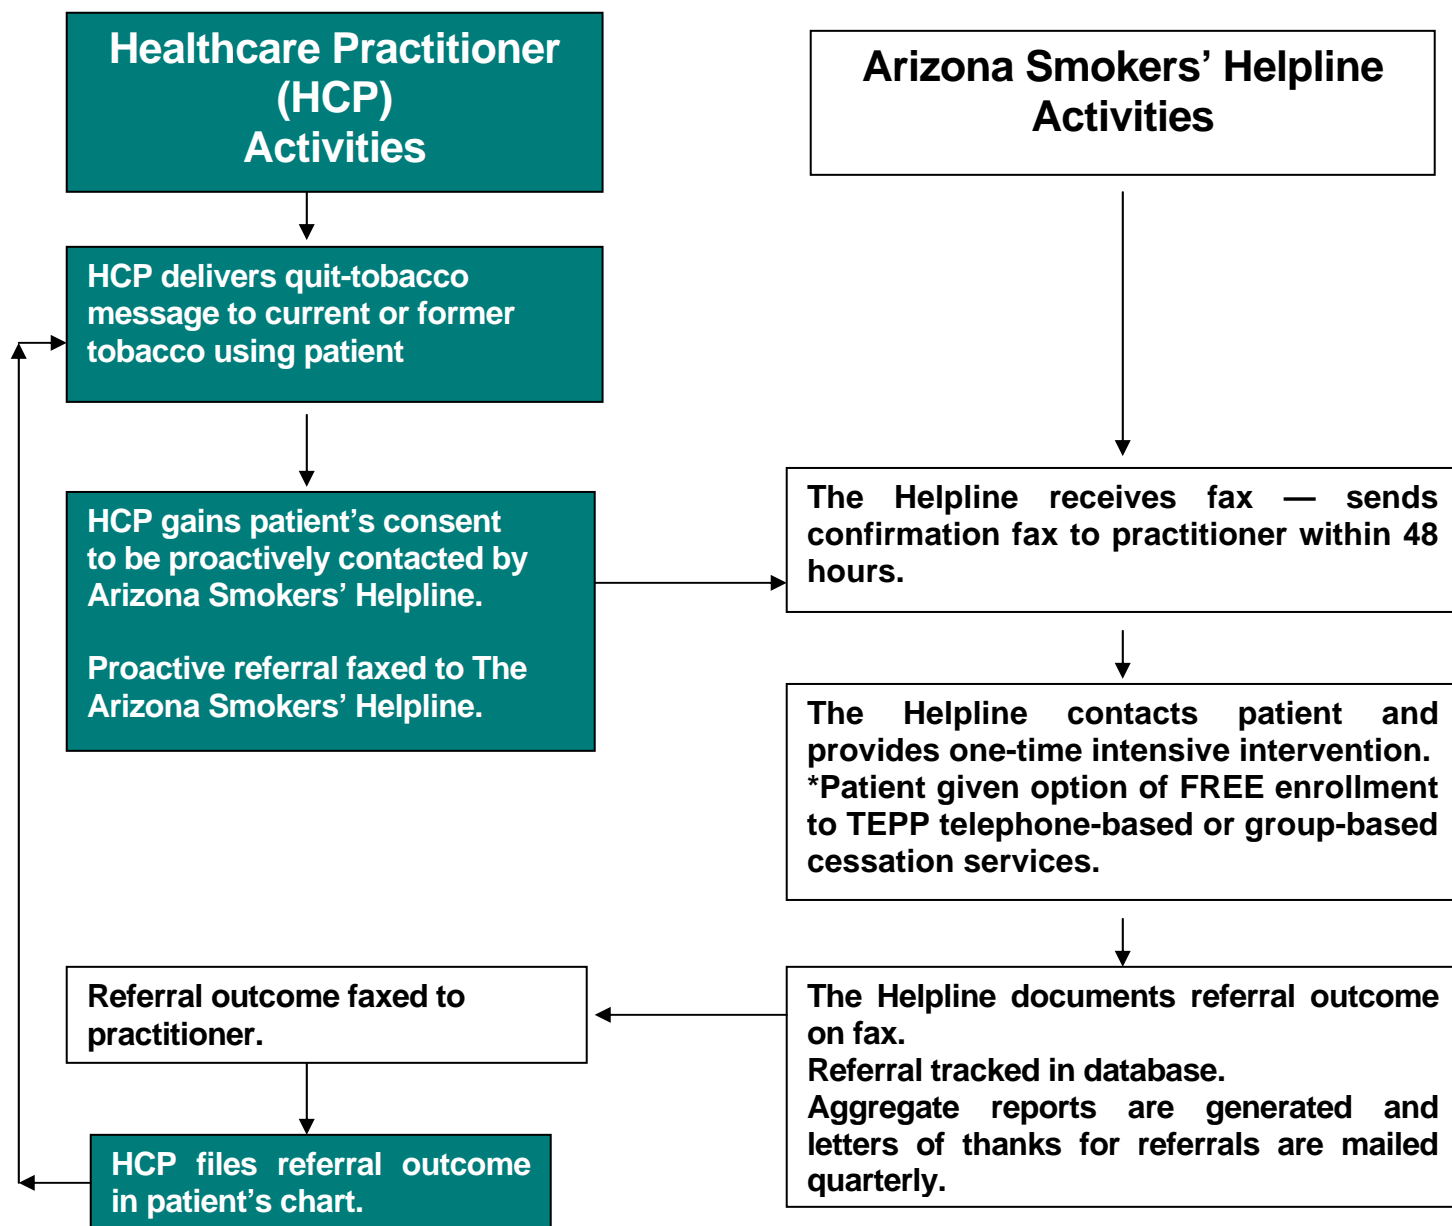 Healthcare Practitioner
(HCP)
Activities
Arizona Smokers’ Helpline
Activities
HCP delivers quit-tobacco
message to current or former
tobacco using patient
HCP gains patient’s consent
to be proactively contacted by
Arizona Smokers’ Helpline.
Proactive referral faxed to The
Arizona Smokers’ Helpline.
The Helpline receives fax — sends
confirmation fax to practitioner within 48
hours.
The Helpline contacts patient and
provides one-time intensive intervention.
*Patient given option of FREE enrollment
to TEPP telephone-based or group-based
cessation services.
The Helpline documents referral outcome
on fax.
Referral tracked in database.
Aggregate reports are generated and
letters of thanks for referrals are mailed
quarterly.
Referral outcome faxed to
practitioner.
HCP files referral outcome
in patient’s chart.